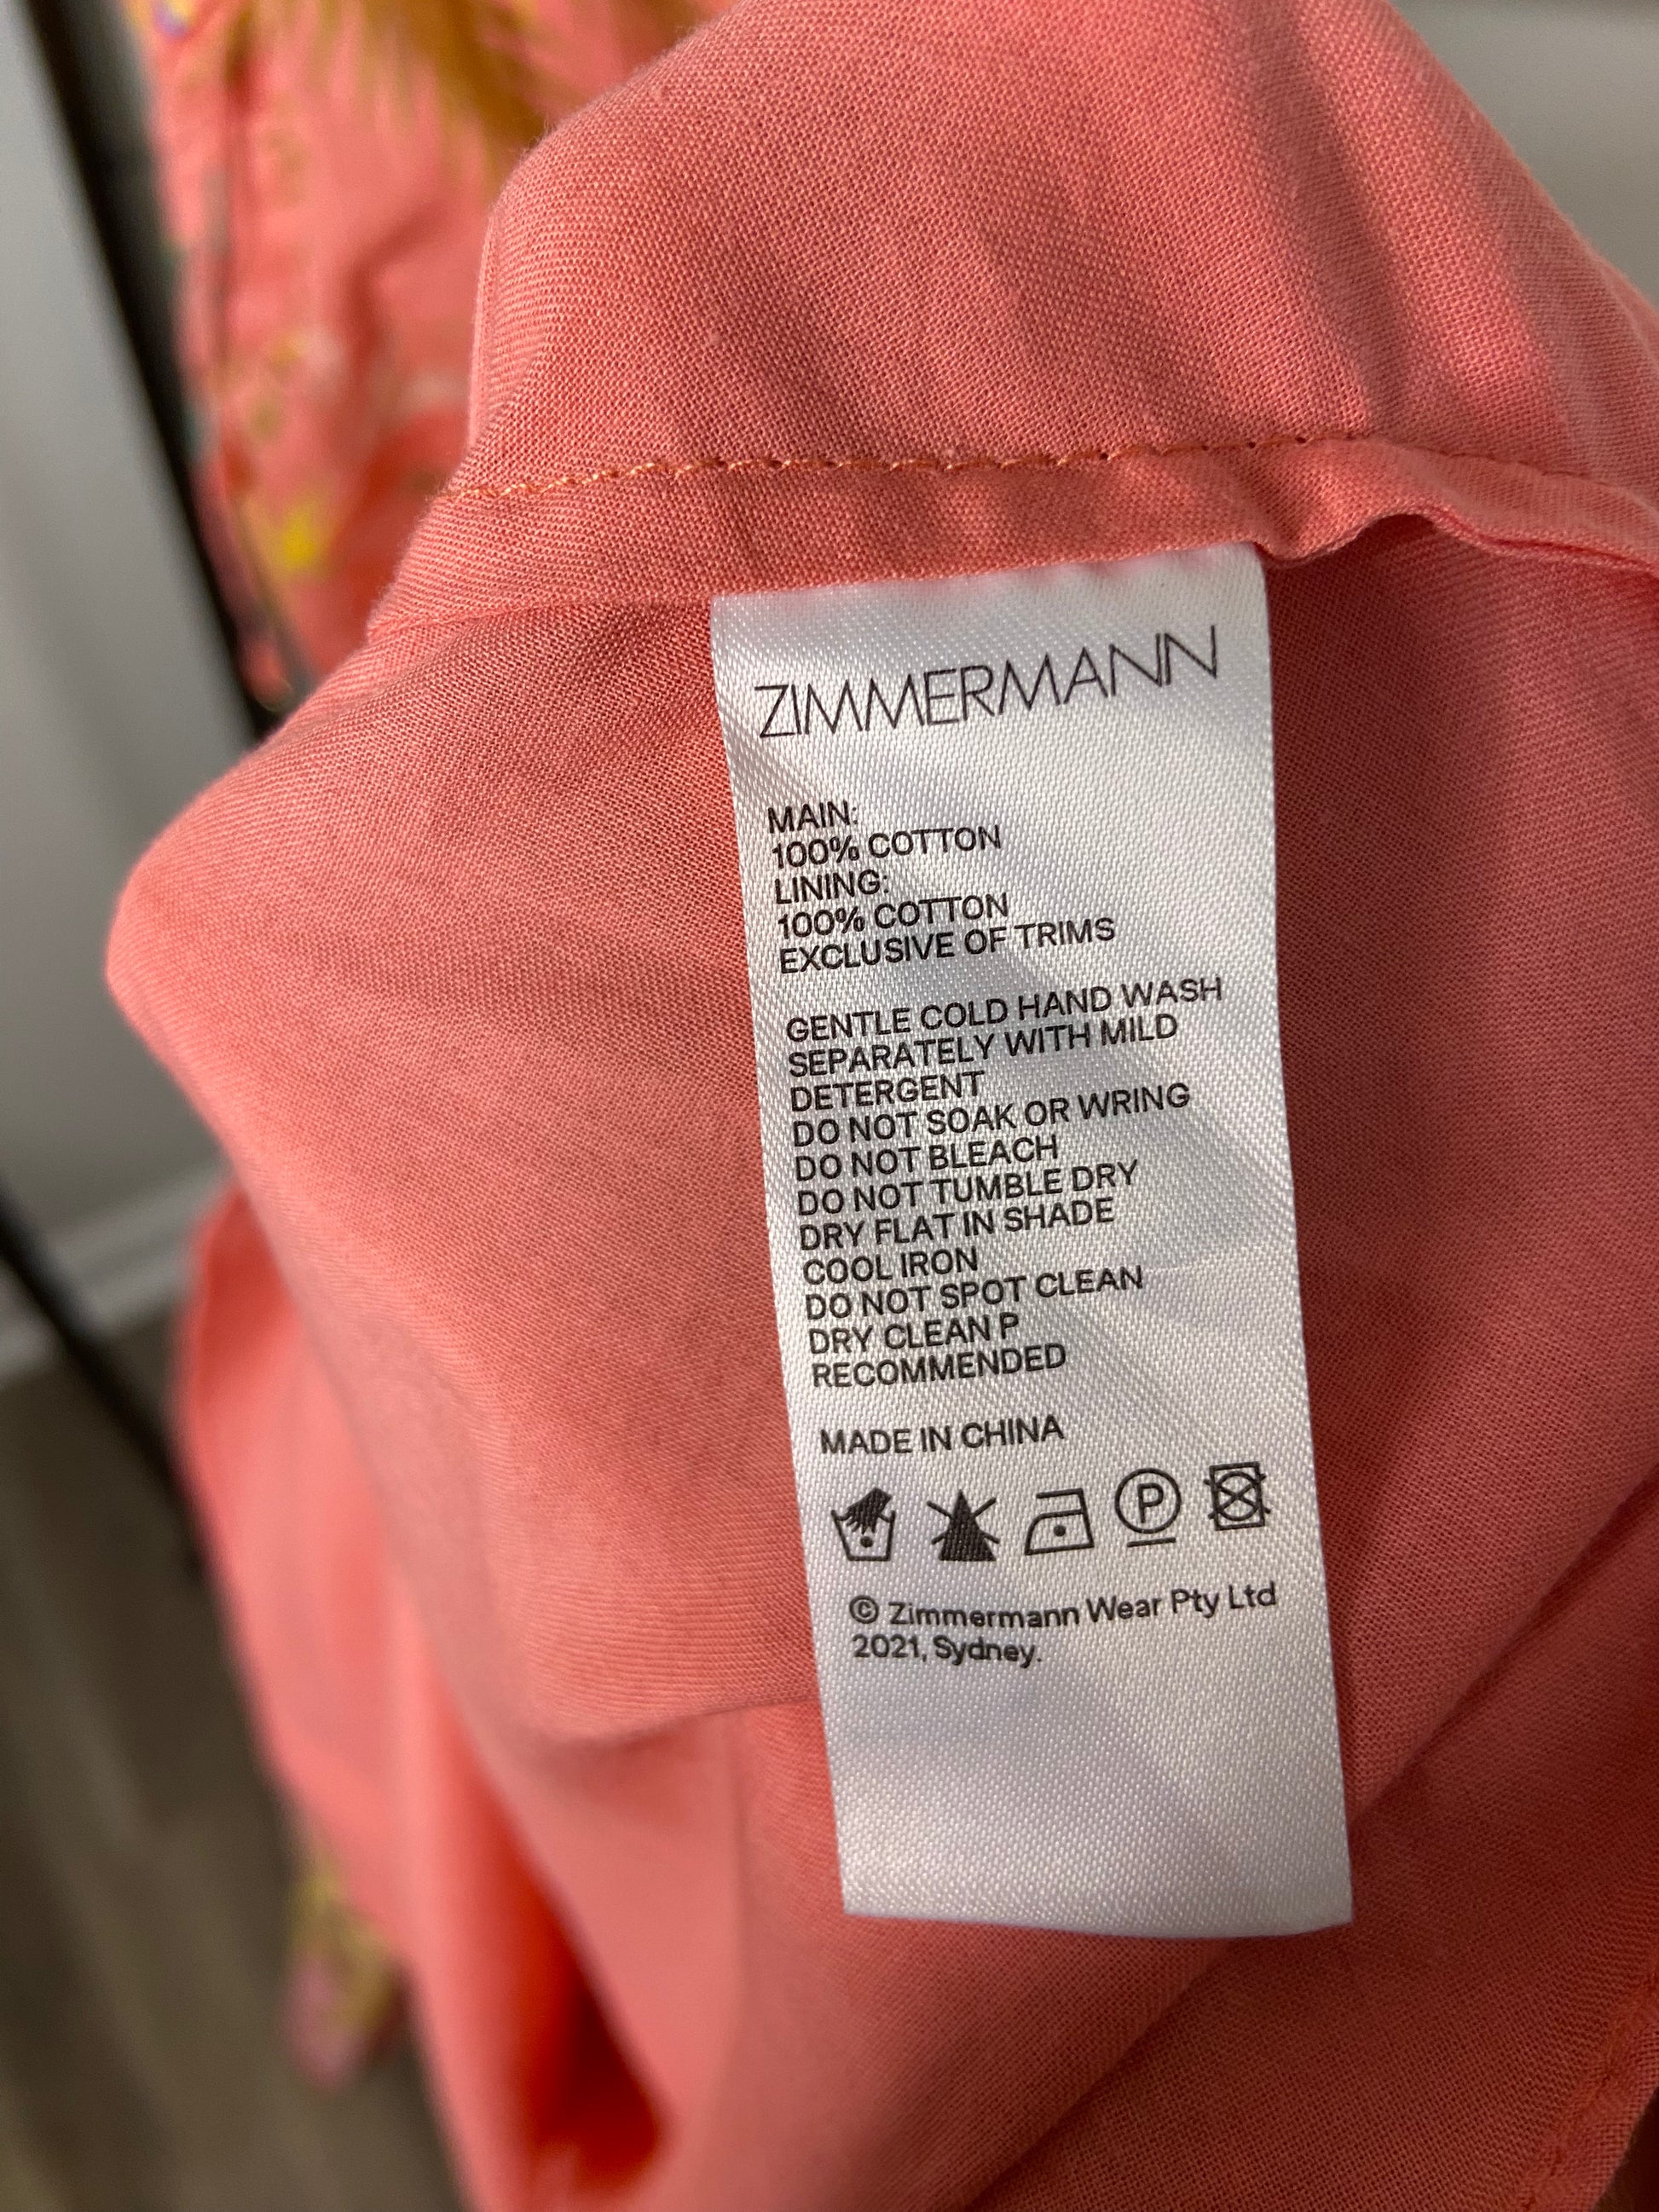 ZIMMERMANN
MAIN:
100% COTTON
LINING:
100% COTTON
EXCLUSIVE OF TRIMS
GENTLE COLD HAND WASH
SEPARATELY WITH MILD
DETERGENT
DO NOT SOAK OR WRING
DO NOT BLEACH
DO NOT TUMBLE DRY
DRY FLAT IN SHADE
COOL IRON
DO NOT SPOT CLEAN
DRY CLEAN P
RECOMMENDED
MADE IN CHINA
P
© Zimmermann Wear Pty Ltd
2021, Sydney.